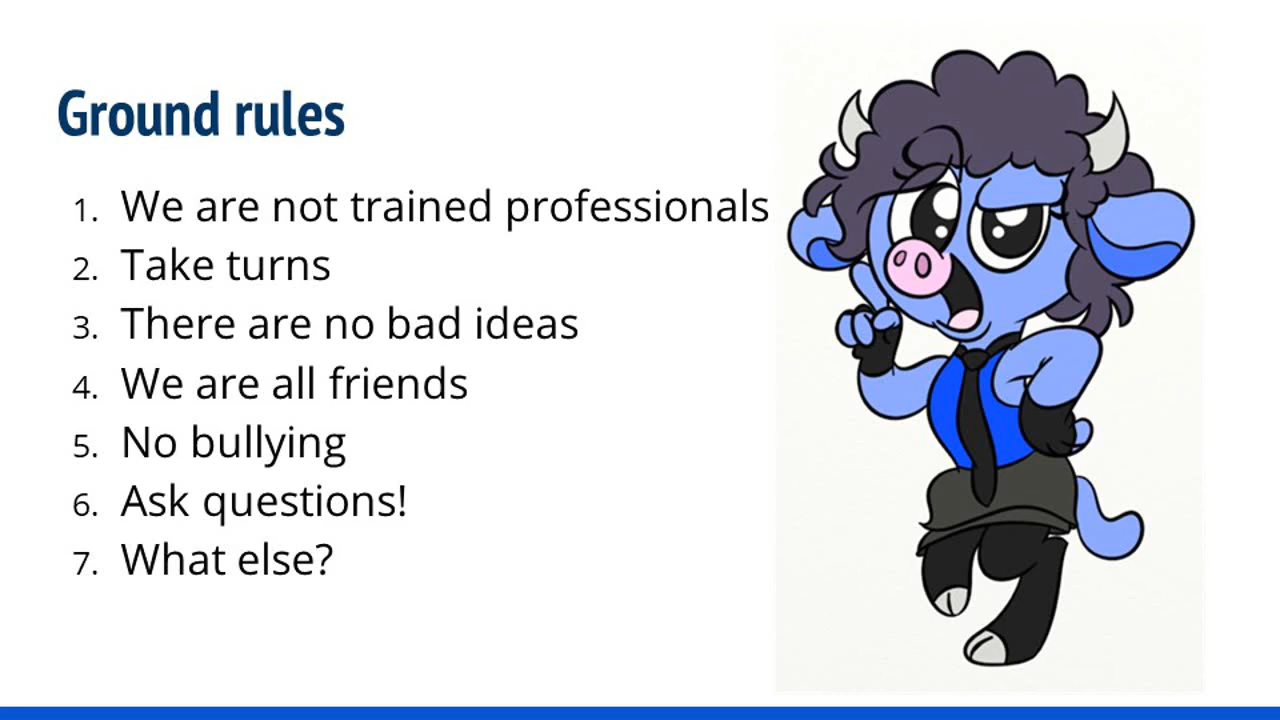 Ground rules
1. We are not trained professionals
2. Take turns
3. There are no bad ideas
4. We are all friends
5. No bullying
6. Ask questions!
7. What else?